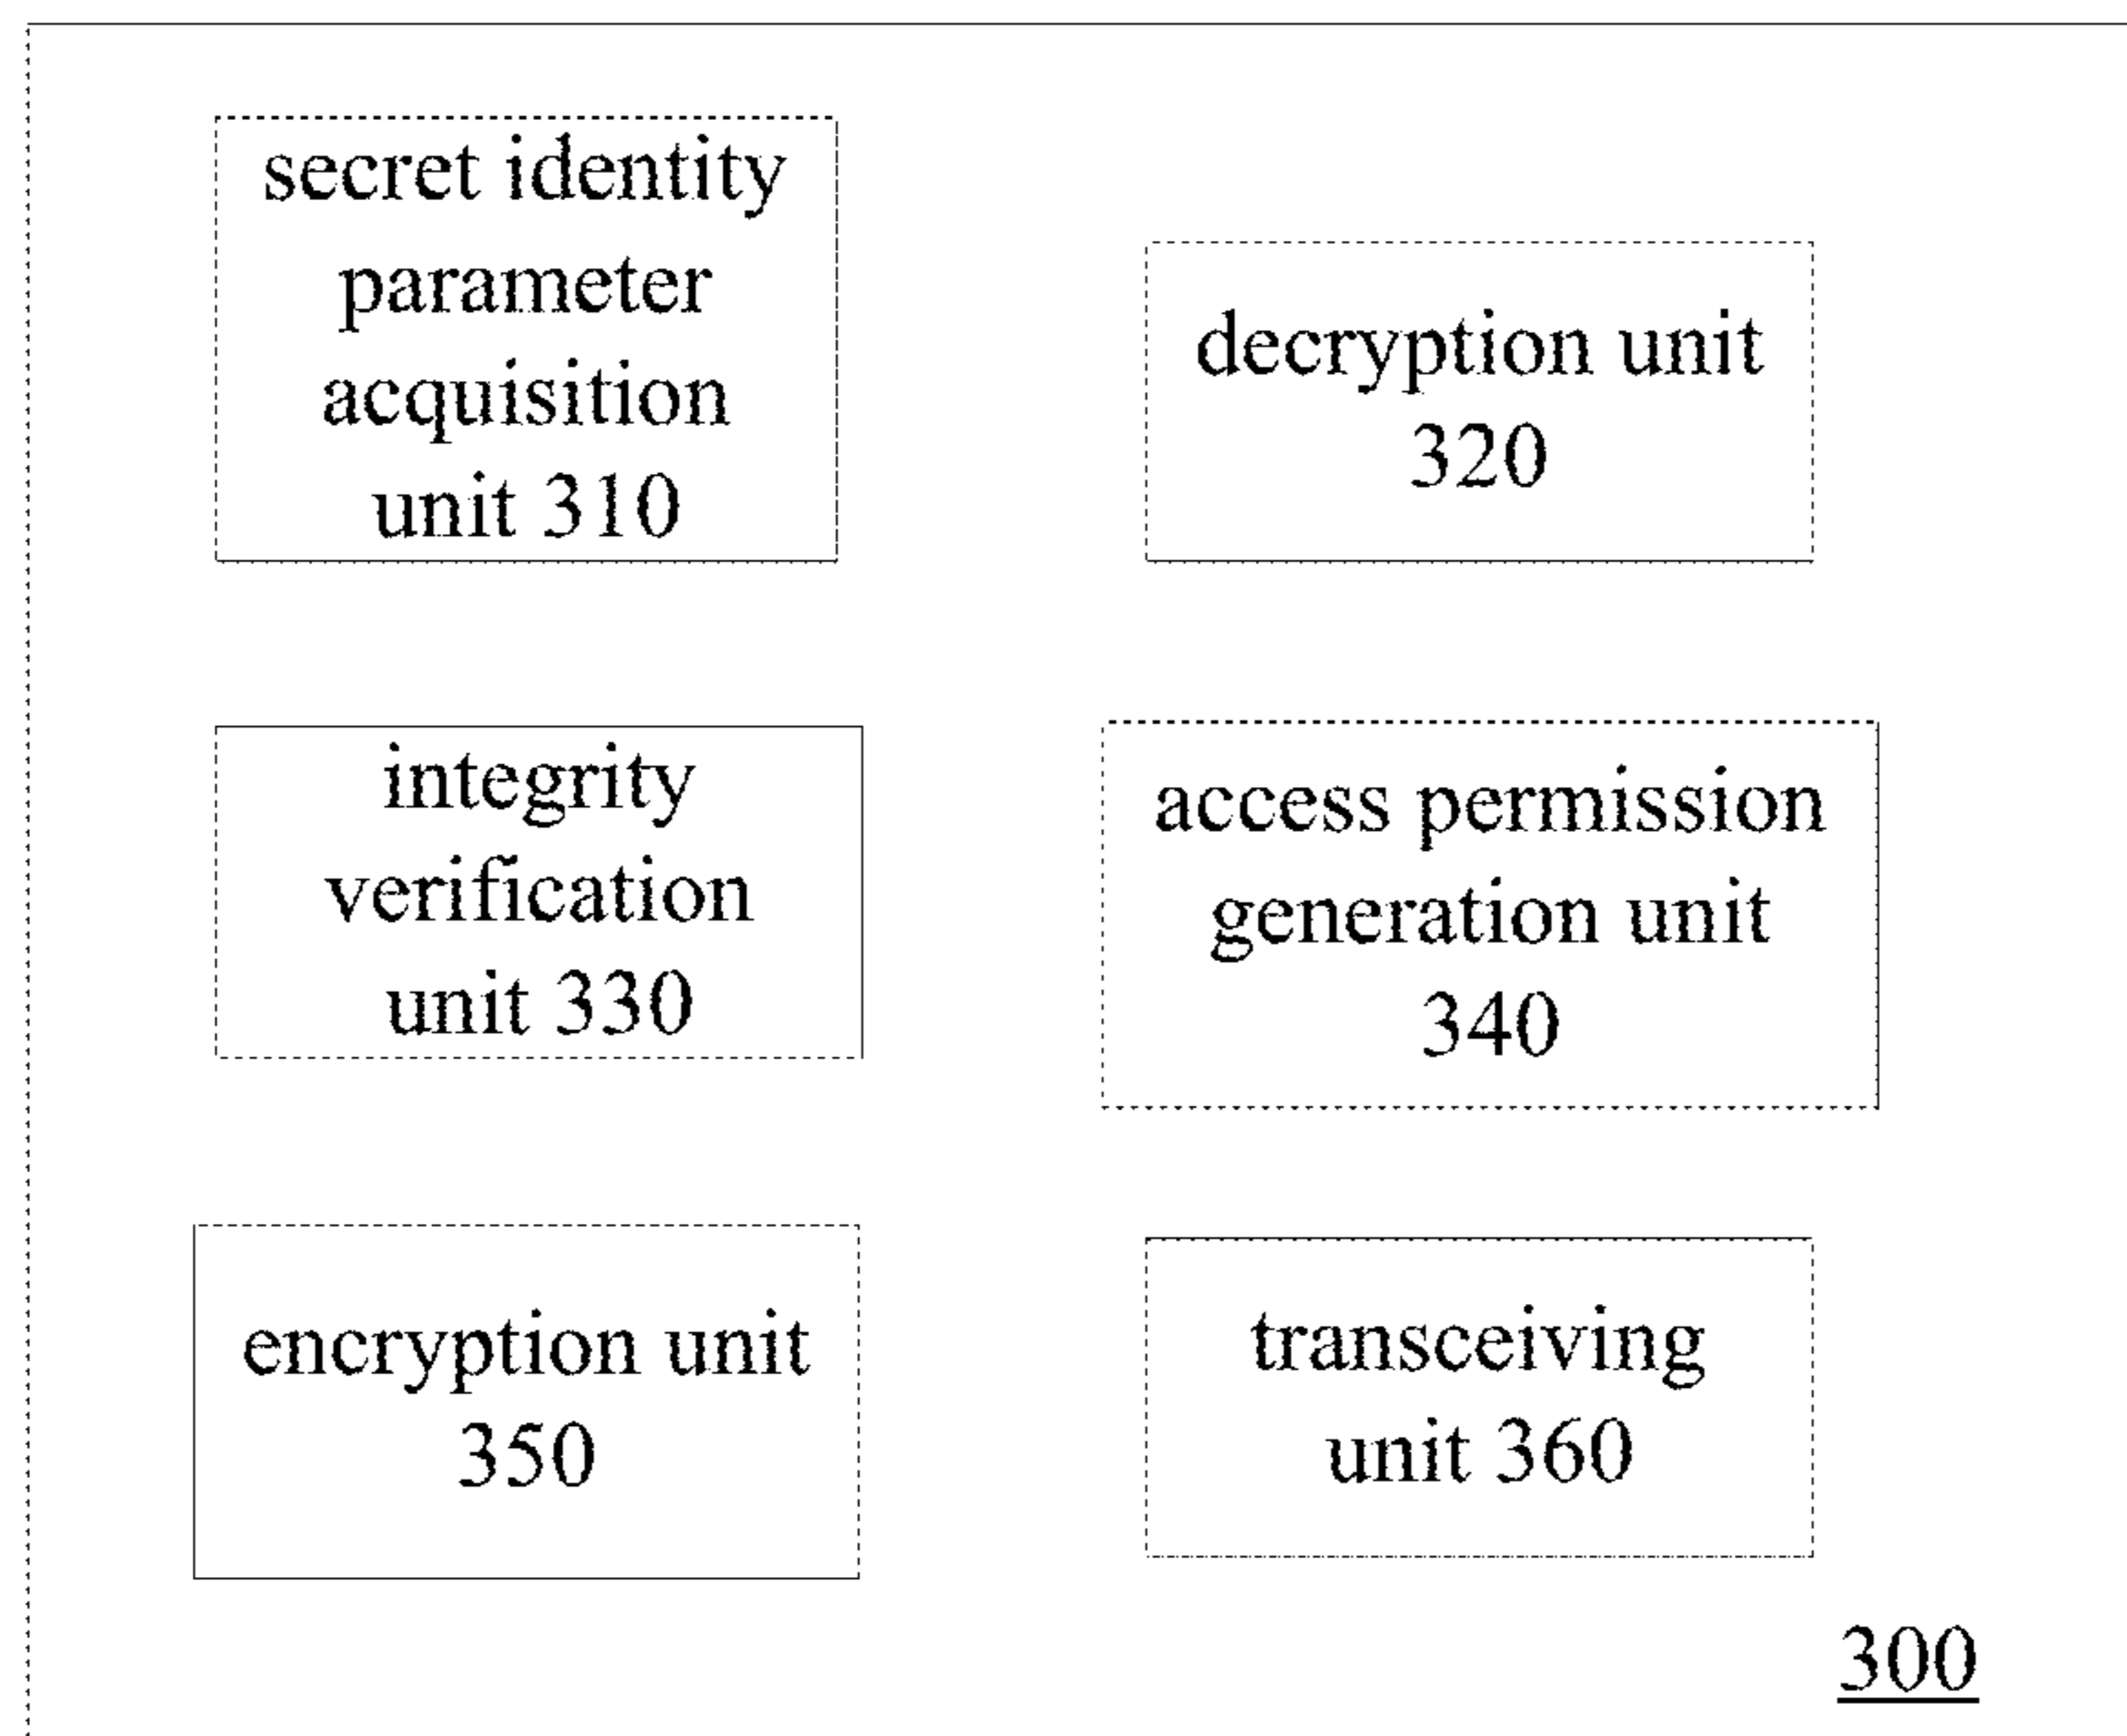 secret identity
parameter
acquisition
unit 310
decryption unit
320
integrity
verification
unit 330
access permission
generation unit
340
encryption unit
350
transceiving
unit 360
300